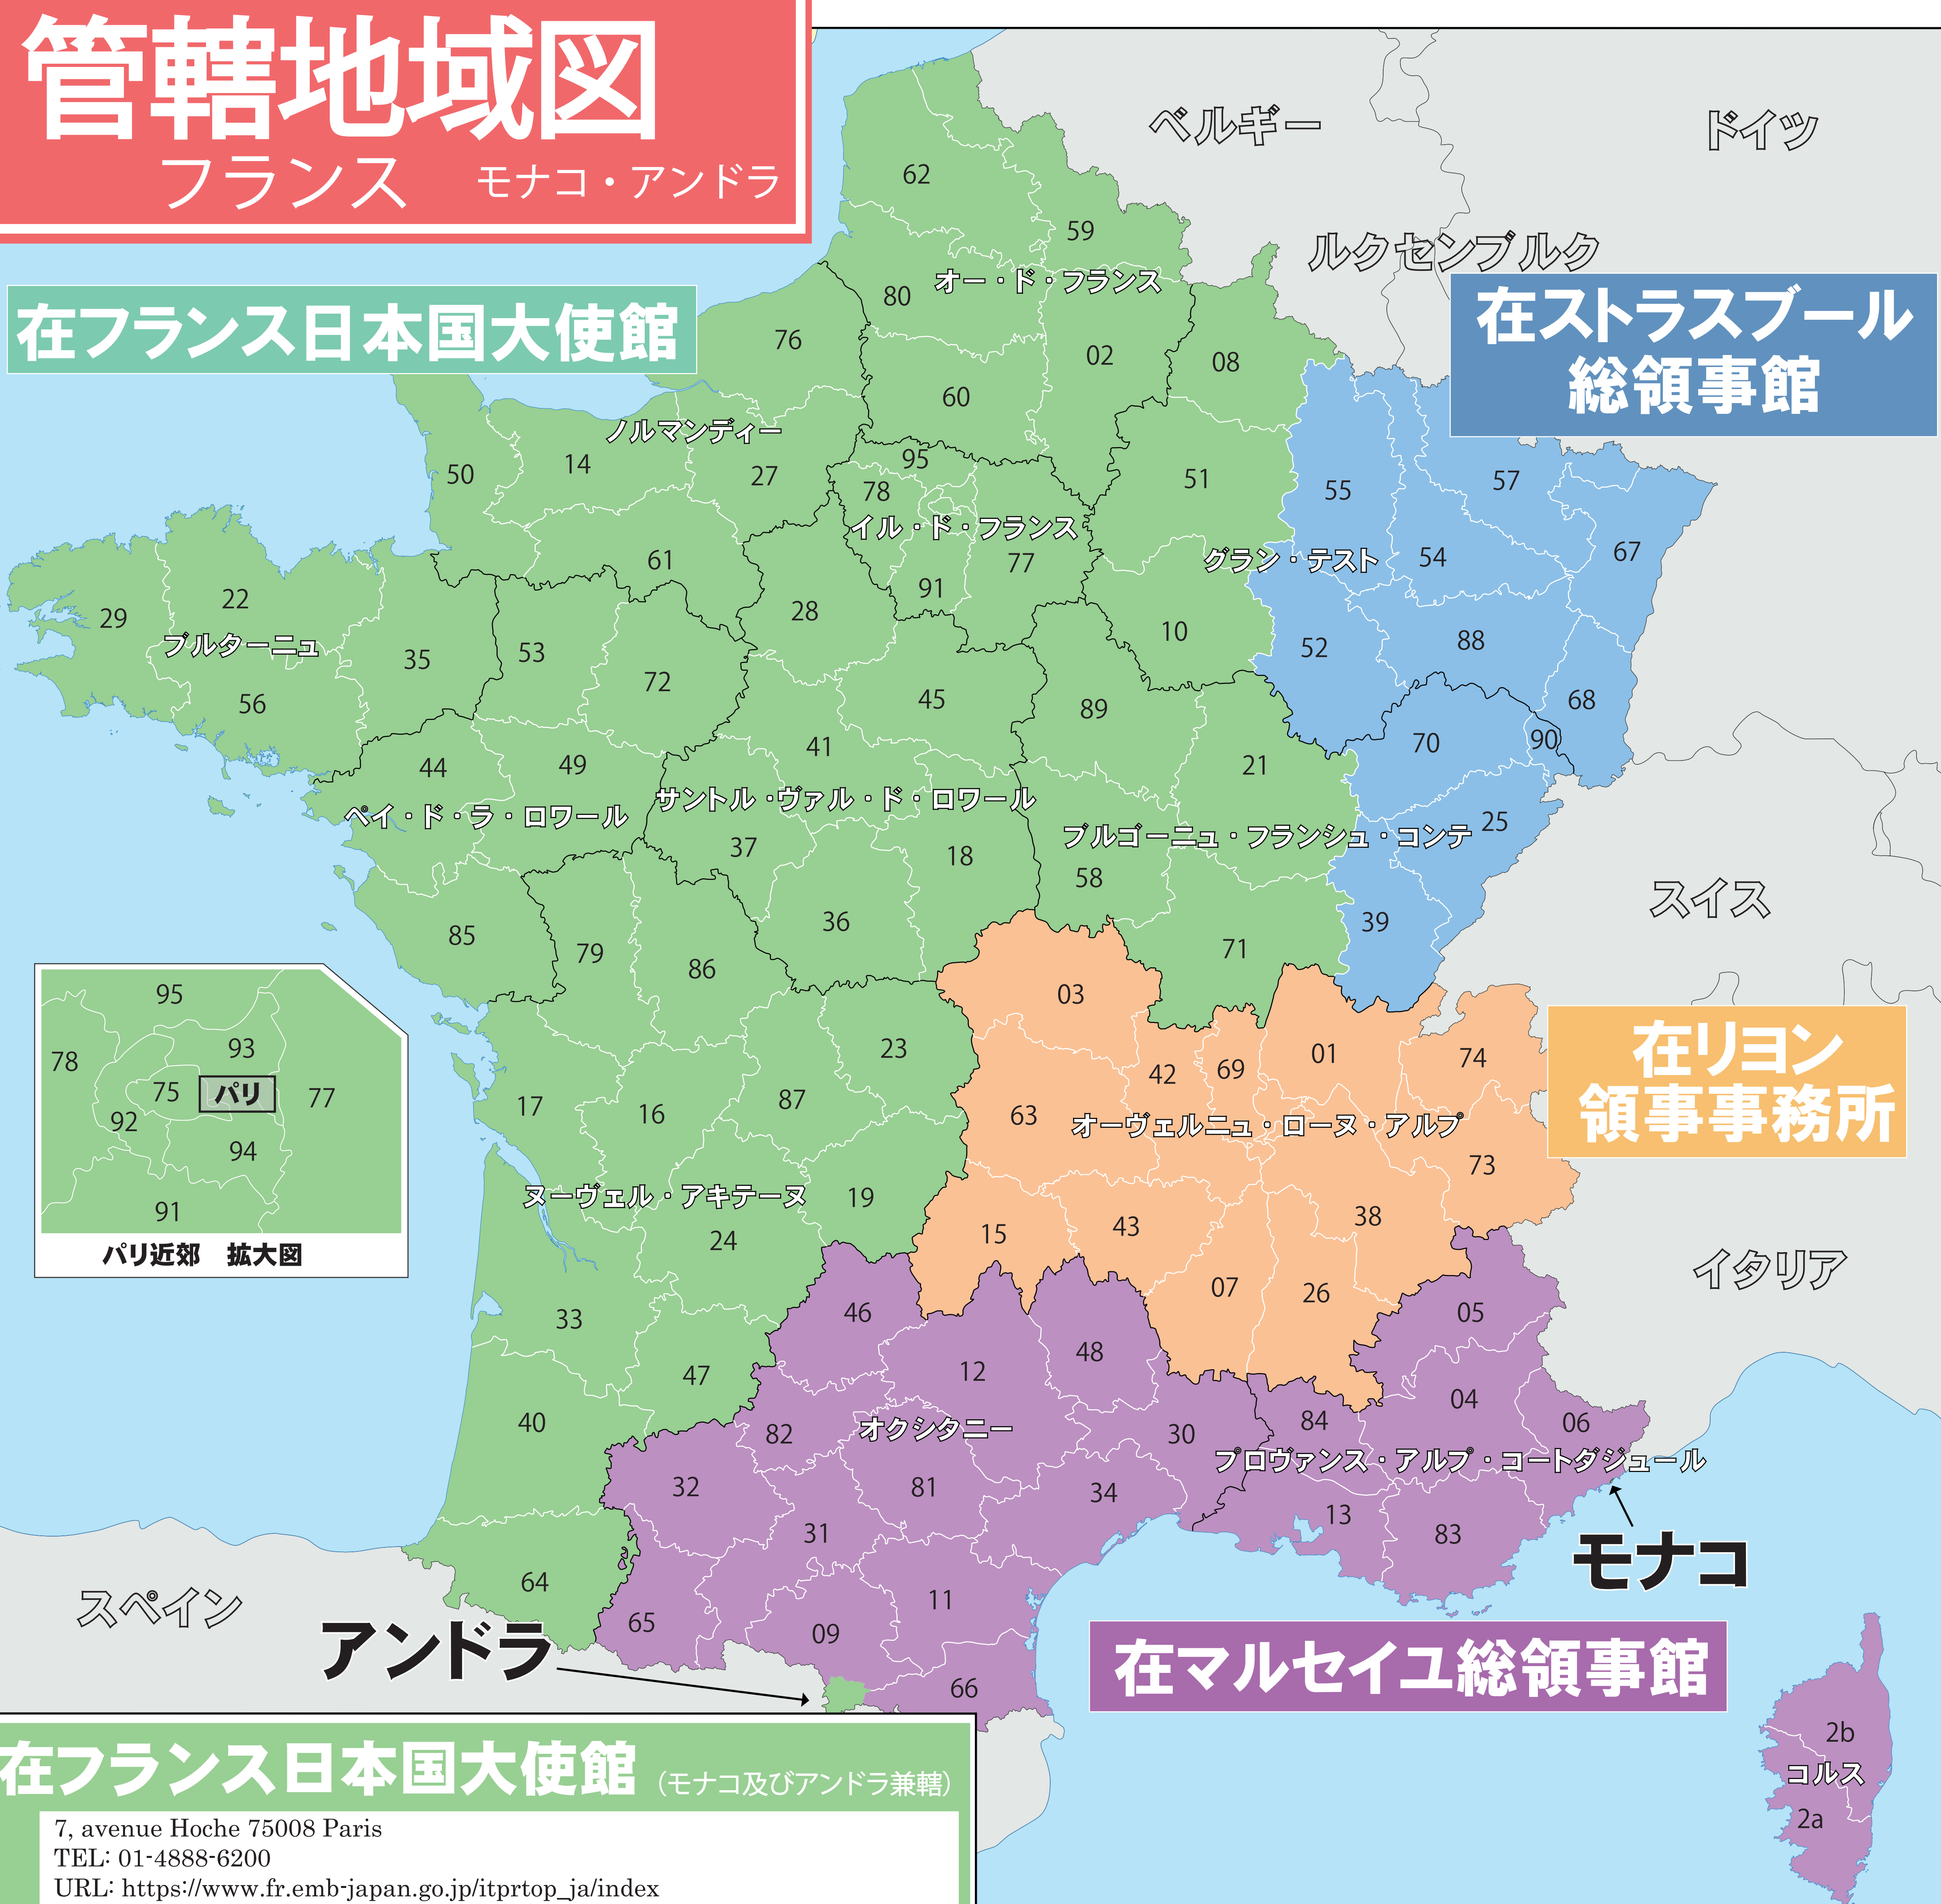 管轄地域図
フランス モナコ・アンドラ
ベルギー
ドイツ
ルクセンブルク
在フランス日本国大使館
在ストラスブール
総領事館
62
59
オー・ド・フランス
80
76
02
08
60
ノルマンディー
50
14
27
95
78
51
55
57
イル・ド・フランス
グラン・テスト
54
67
61
77
91
29
22
28
ブルターニュ
35
53
10
52
88
72
56
45
89
68
41
70
90
44
49
21
サントル・ヴァル・ド・ロワール
ペイ・ド・ラ・ロワール
ブルゴーニュ・フランシュ・コンテ
25
37
18
58
スイス
85
36
39
79
86
71
95
03
78
93
23
42
69
01
74
在リヨン
領事事務所
75
パリ
77
92
94
91
パリ近郊 拡大図
17
16
87
63
オーヴェルニュ・ローヌ・アルプ
73
ヌーヴェル・アキテーヌ
19
24
15
43
38
イタリア
33
46
07
26
05
47
12
48
04
40
82
オクシタニー
30
84
06
プロヴァンス・アルプ・コートダジュール
32
81
34
13
31
83
モナコ
64
スペイン
65
09
11
アンドラ
66
在マルセイユ総領事館
2b
コルス
2a
在フランス日本国大使館(モナコ及びアンドラ兼轄)
7, avenue Hoche 75008 Paris
TEL: 01-4888-6200
URL: https://www.fr.emb-japan.go.jp/itprtop_ja/index